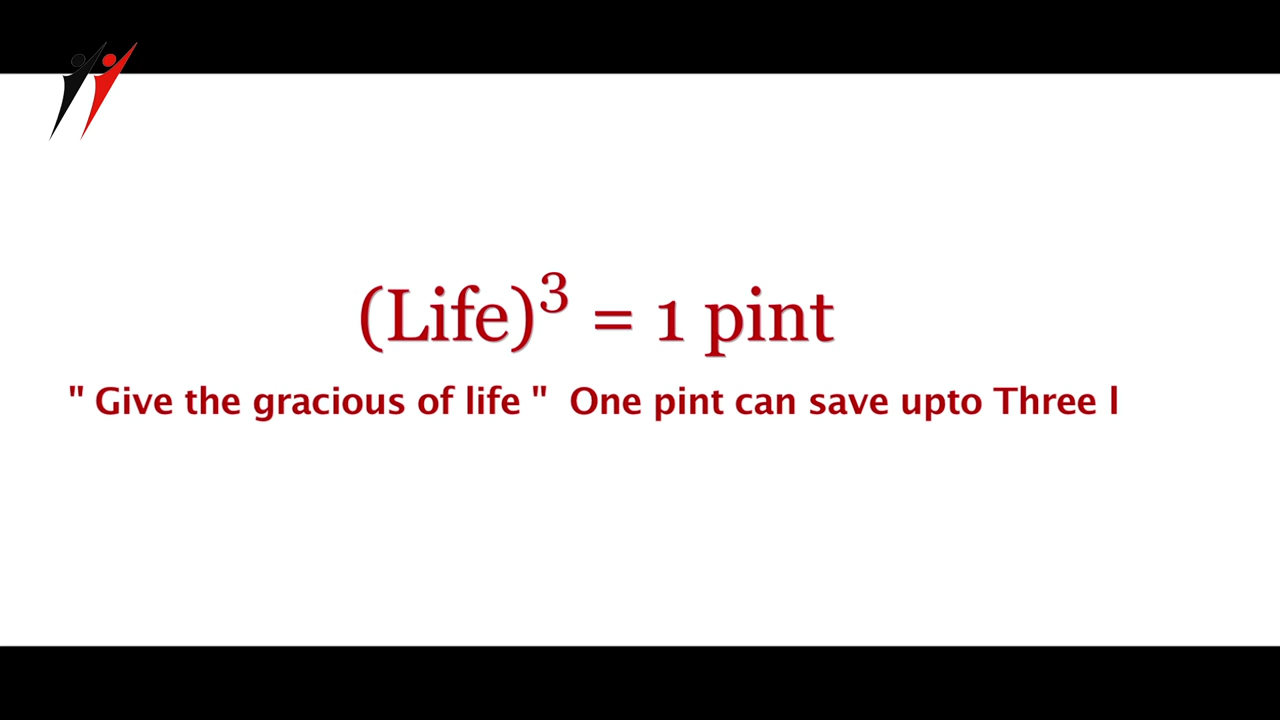 (Life)³ = 1 pint
" Give the gracious of life "  One pint can save upto Three l